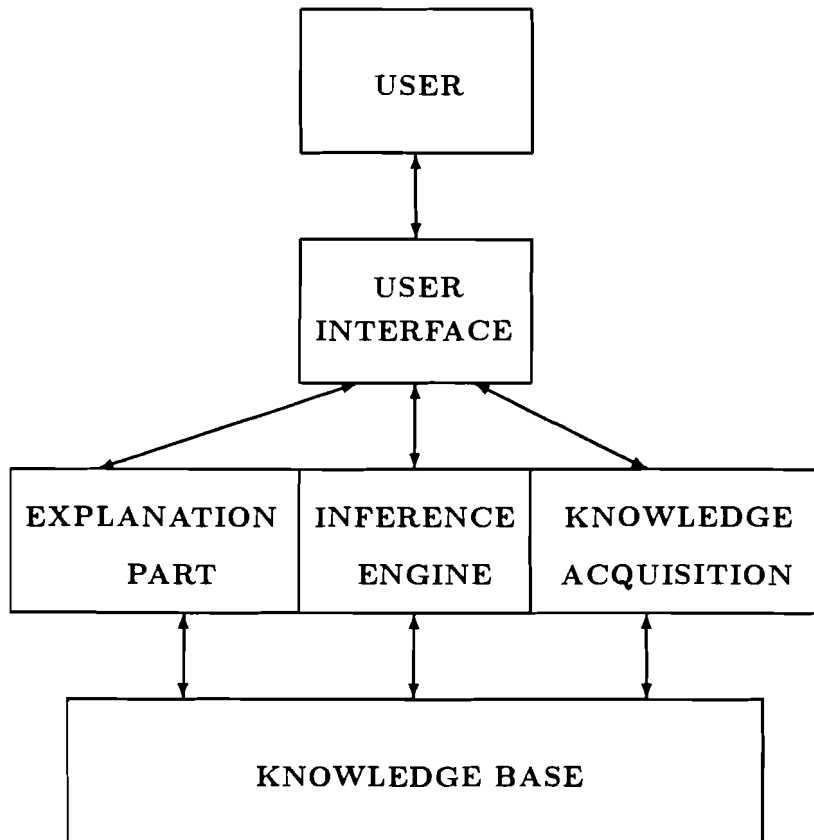 USER
USER
INTERFACE
EXPLANATION
PART
INFERENCE
ENGINE
KNOWLEDGE
ACQUISITION
KNOWLEDGE BASE